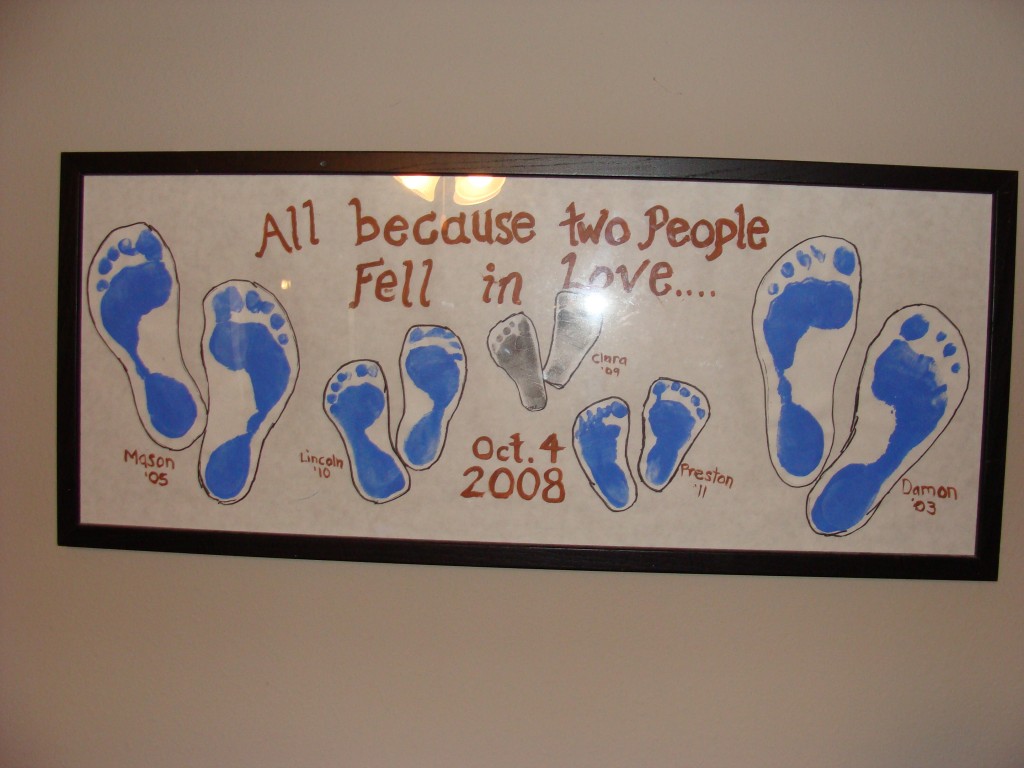 All because two People
Fell in Love....
Clara
'09
Oct. 4
2008
Mason
'05
Lincoln
'10
Preston
'11
Damon
'03